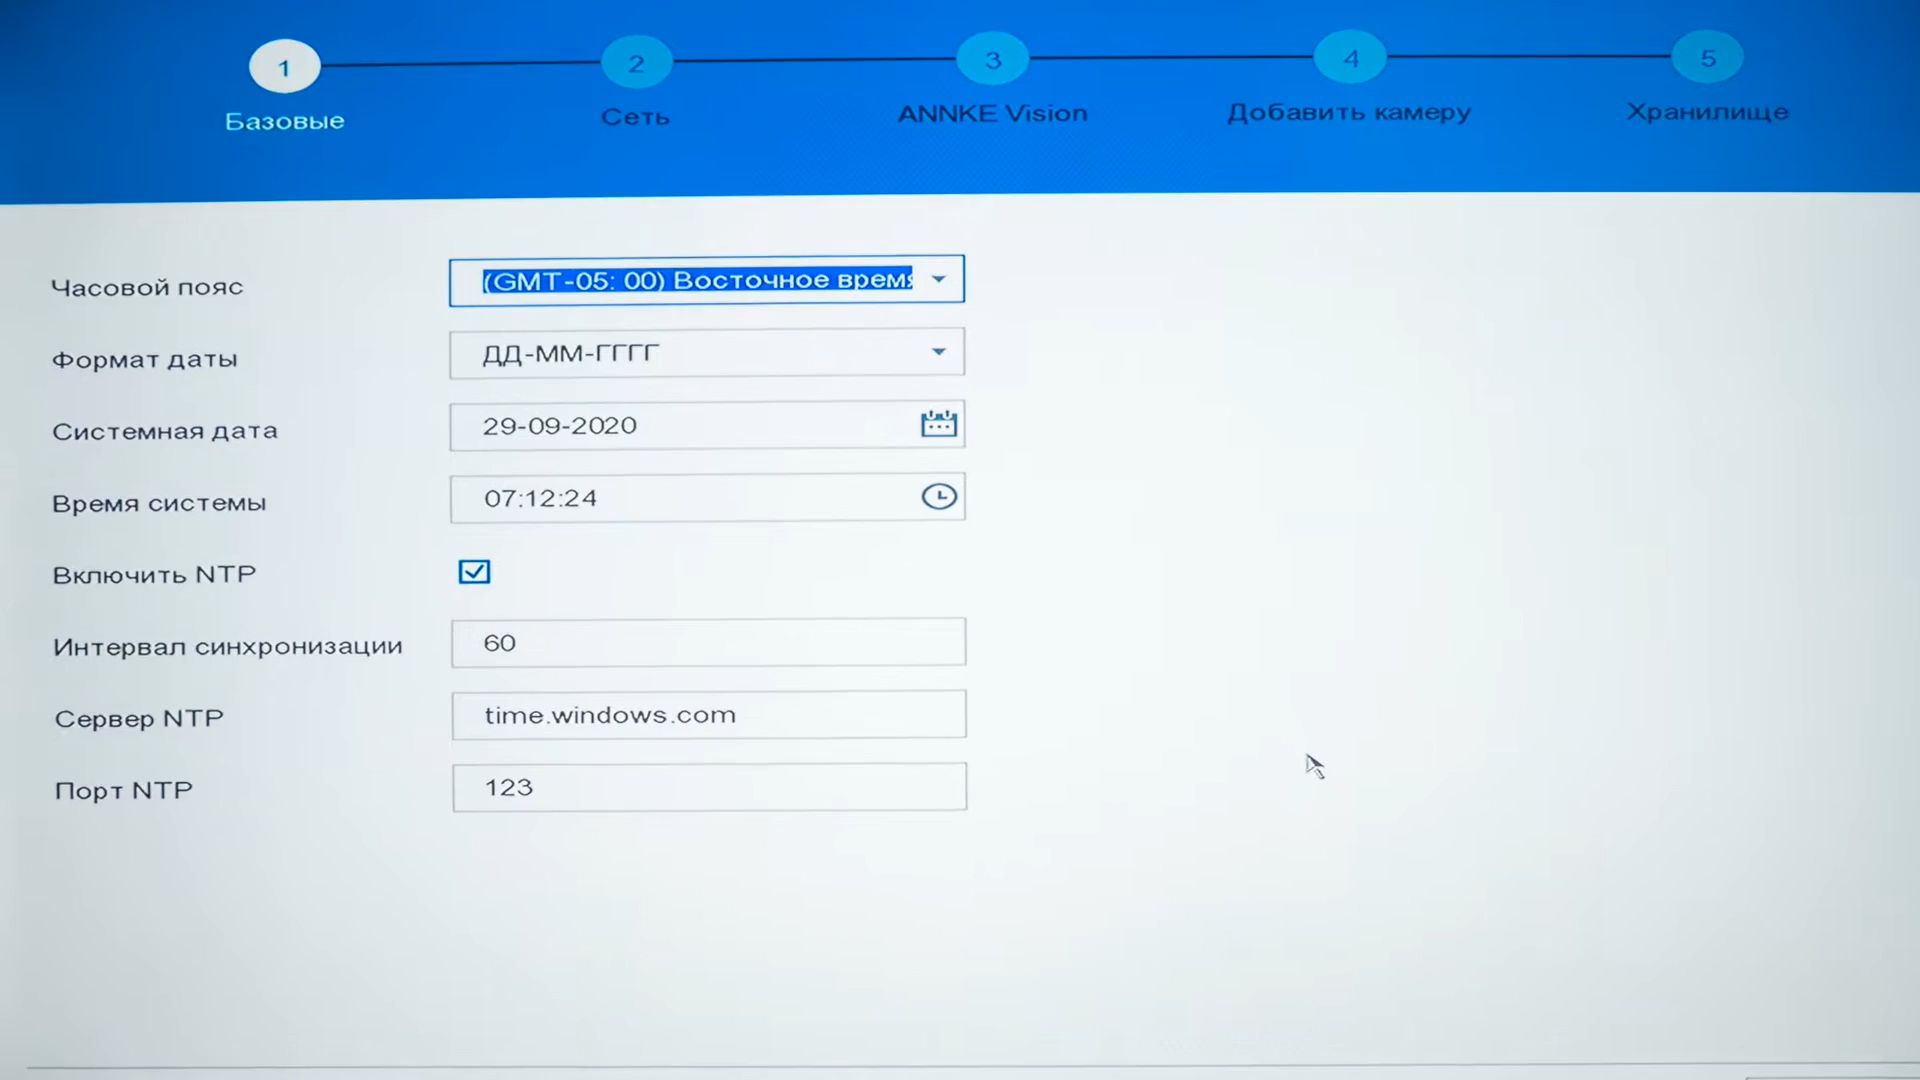 1
2
3
4
5
Базовые
Сеть
ANNKE Vision
Добавить камеру
Хранилище
Часовой пояс
(GMT-05: 00) Восточное время
Формат даты
ДД-ММ-ГГГГ
Системная дата
29-09-2020
Время системы
07:12:24
Включить NTP
Интервал синхронизации
60
Сервер NTP
time.windows.com
Порт NTP
123